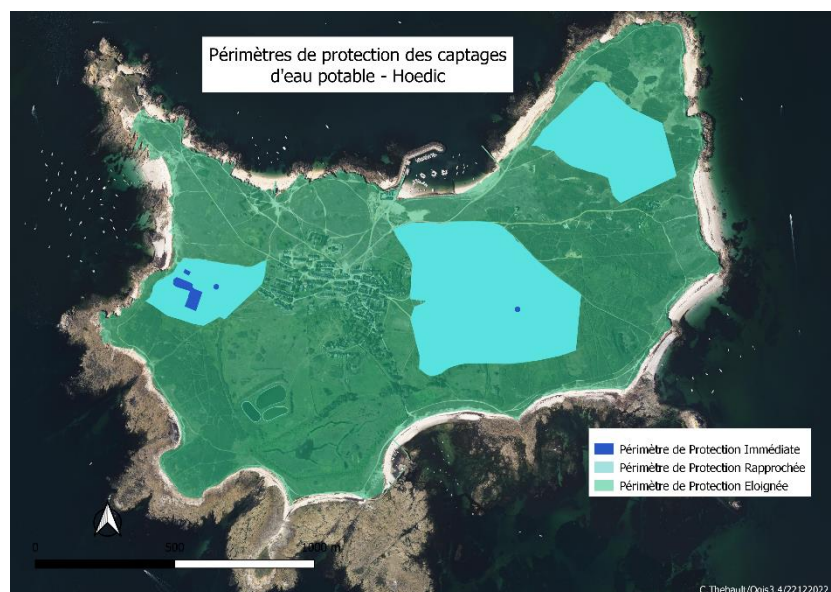 Périmètres de protection des captages
d'eau potable - Hoedic
Périmètre de Protection Immédiate
Périmètre de Protection Rapprochée
Périmètre de Protection Eloignée
0 500 1000 m
C.Thebault/Qgis3.4/22122022